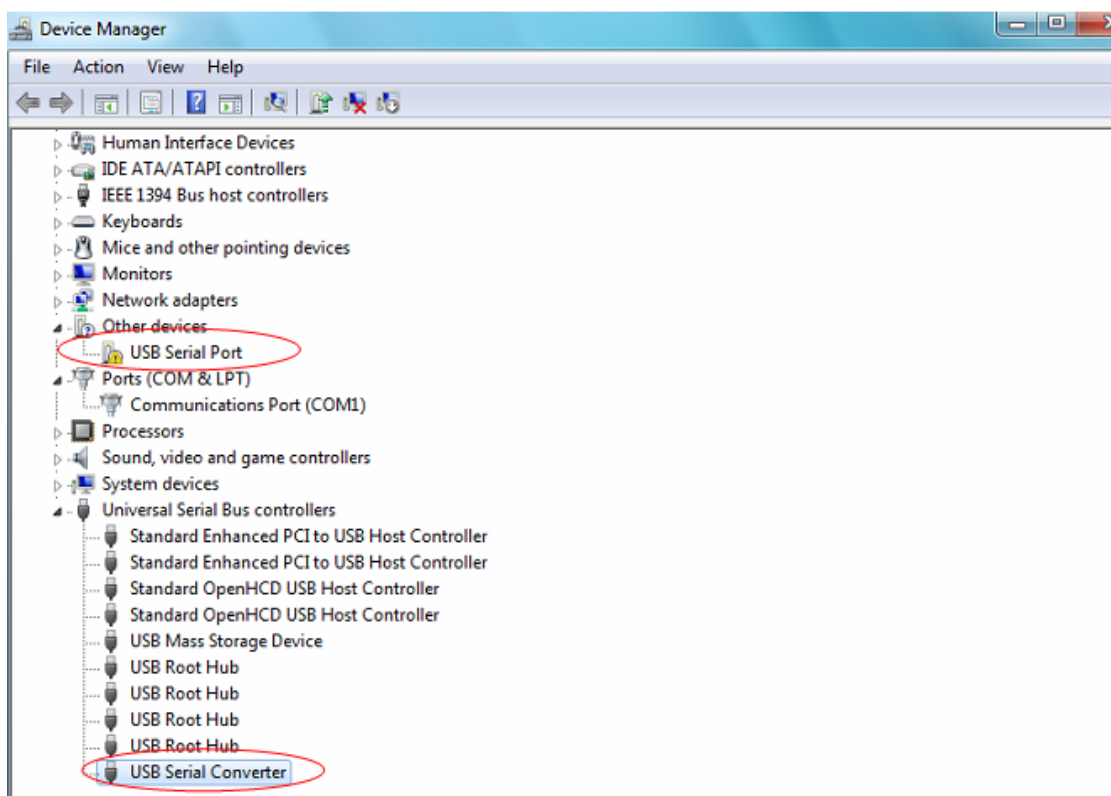 Device Manager
File Action View Help
Human Interface Devices
IDE ATA/ATAPI controllers
IEEE 1394 Bus host controllers
Keyboards
Mice and other pointing devices
Monitors
Network adapters
Other devices
USB Serial Port
Ports (COM & LPT)
Communications Port (COM1)
Processors
Sound, video and game controllers
System devices
Universal Serial Bus controllers
Standard Enhanced PCI to USB Host Controller
Standard Enhanced PCI to USB Host Controller
Standard OpenHCD USB Host Controller
Standard OpenHCD USB Host Controller
USB Mass Storage Device
USB Root Hub
USB Root Hub
USB Root Hub
USB Root Hub
USB Serial Converter